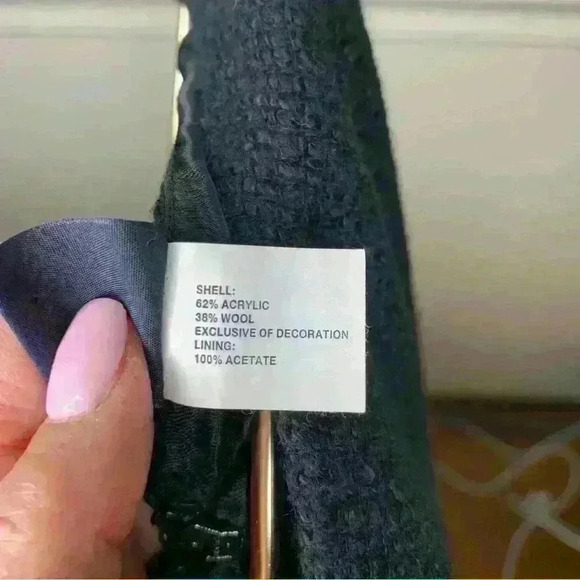 SHELL:
62% ACRYLIC
38% WOOL
EXCLUSIVE OF DECORATION
LINING:
100% ACETATE